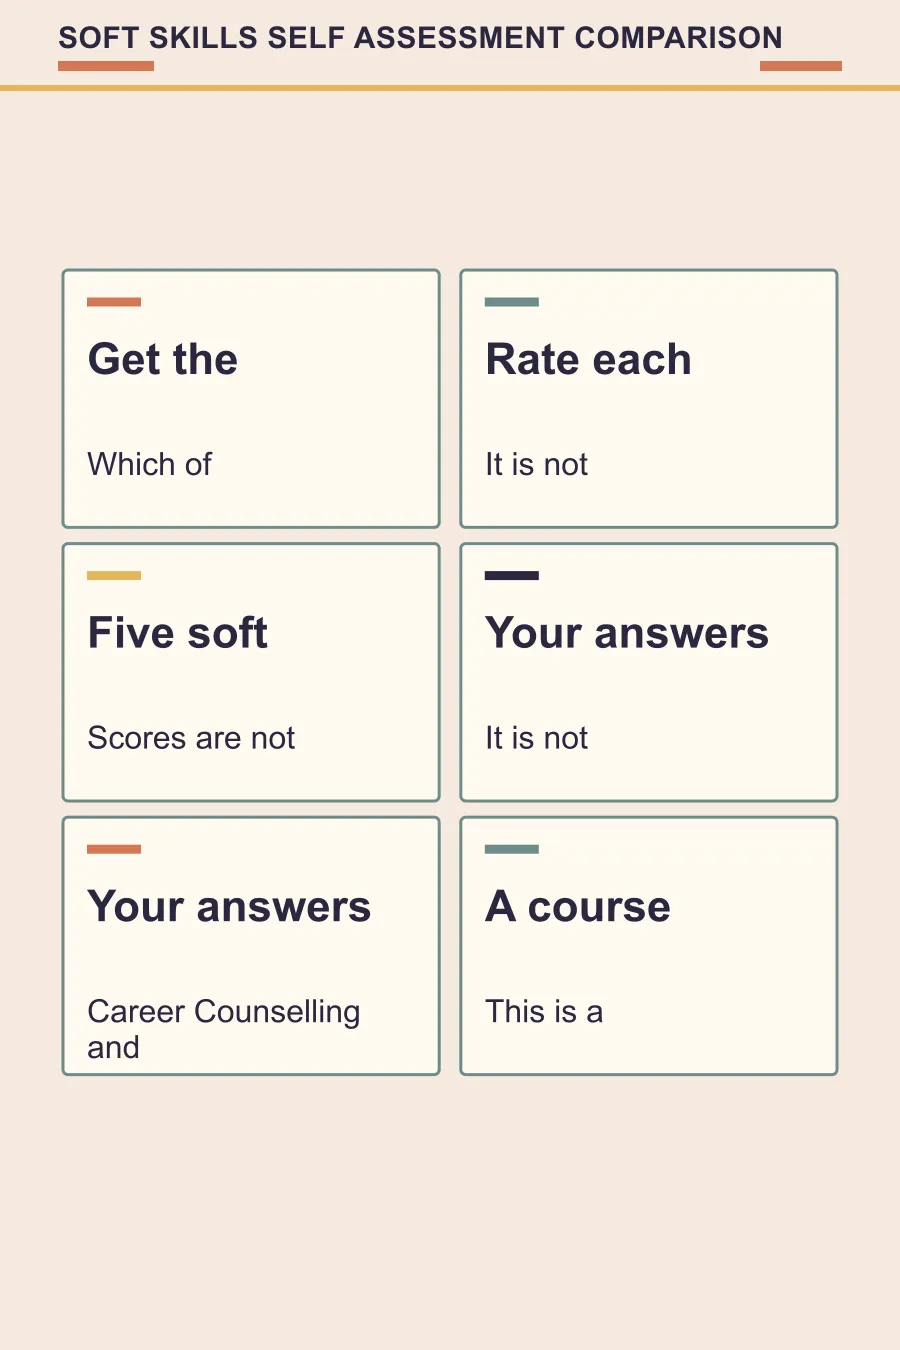 SOFT SKILLS SELF ASSESSMENT COMPARISON
Get the
Which of
Rate each
It is not
Five soft
Scores are not
Your answers
It is not
Your answers
Career Counselling
and
A course
This is a